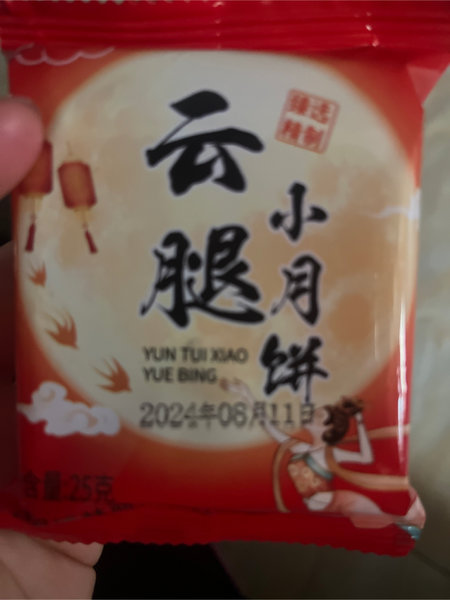 云腿
小月饼
臻选
精制
YUN TUI XIAO
YUE BING
2024年08月11日
含量:25克